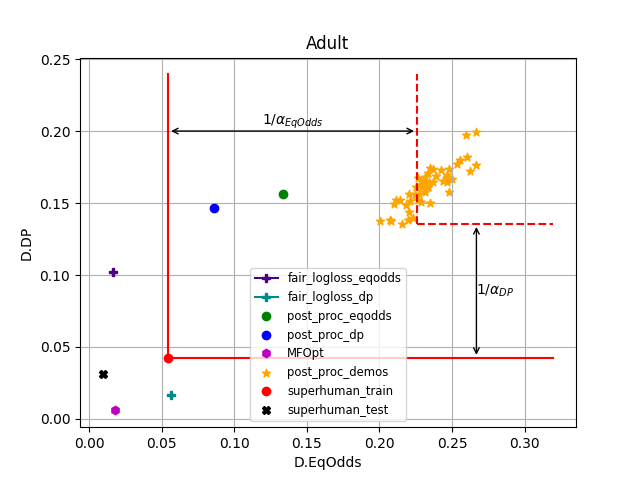 Adult
0.25
0.20
0.15
0.10
0.05
0.00
D.DP
1/α_EqOdds
1/α_DP
fair_logloss_eqodds
fair_logloss_dp
post_proc_eqodds
post_proc_dp
MFOpt
post_proc_demos
superhuman_train
superhuman_test
0.00 0.05 0.10 0.15 0.20 0.25 0.30
D.EqOdds